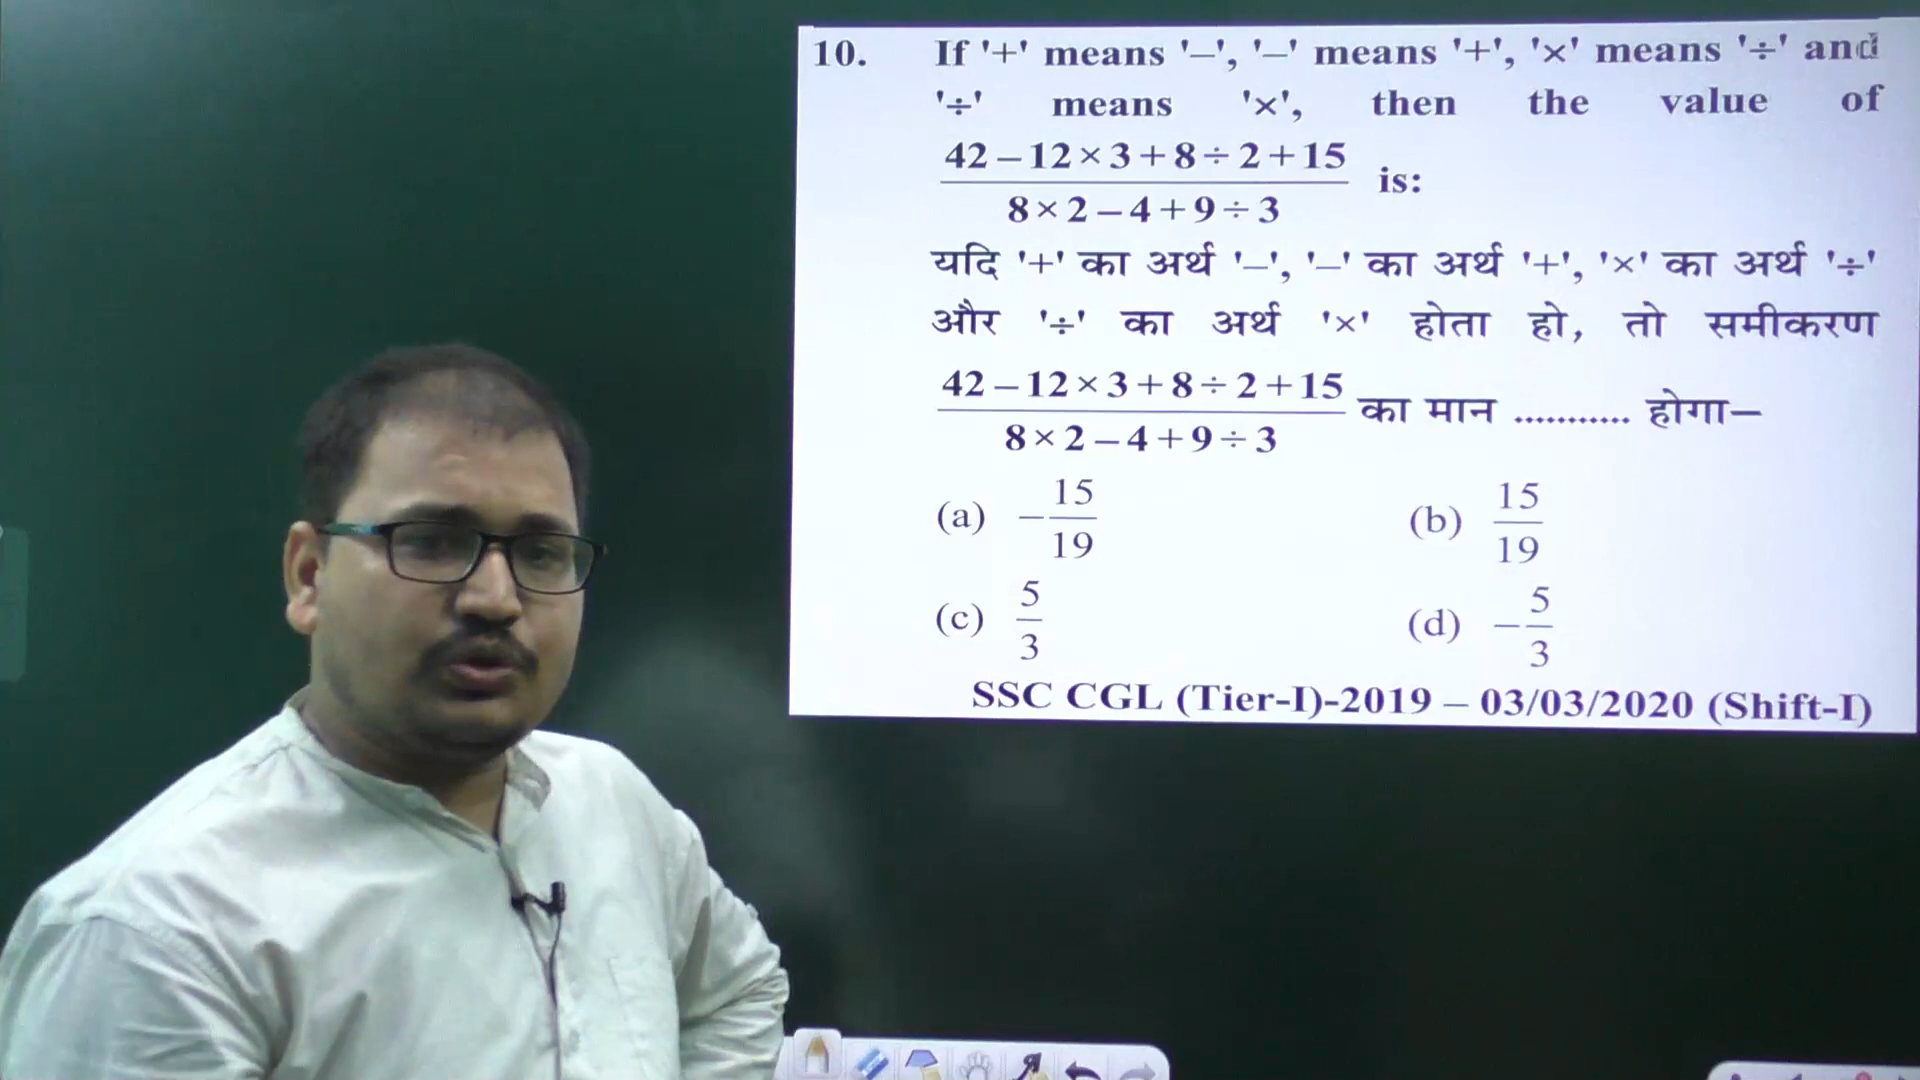 10. If '+' means '–', '–' means '+', '×' means '÷' and
'÷' means '×', then the value of
42 – 12 × 3 + 8 ÷ 2 + 15
8 × 2 – 4 + 9 ÷ 3
is:
यदि '+' का अर्थ '–', '–' का अर्थ '+', '×' का अर्थ '÷'
और '÷' का अर्थ '×' होता हो, तो समीकरण
42 – 12 × 3 + 8 ÷ 2 + 15
8 × 2 – 4 + 9 ÷ 3
का मान ........... होगा–
(a) – 15/19 (b) 15/19
(c) 5/3 (d) – 5/3
SSC CGL (Tier-I)-2019 – 03/03/2020 (Shift-I)